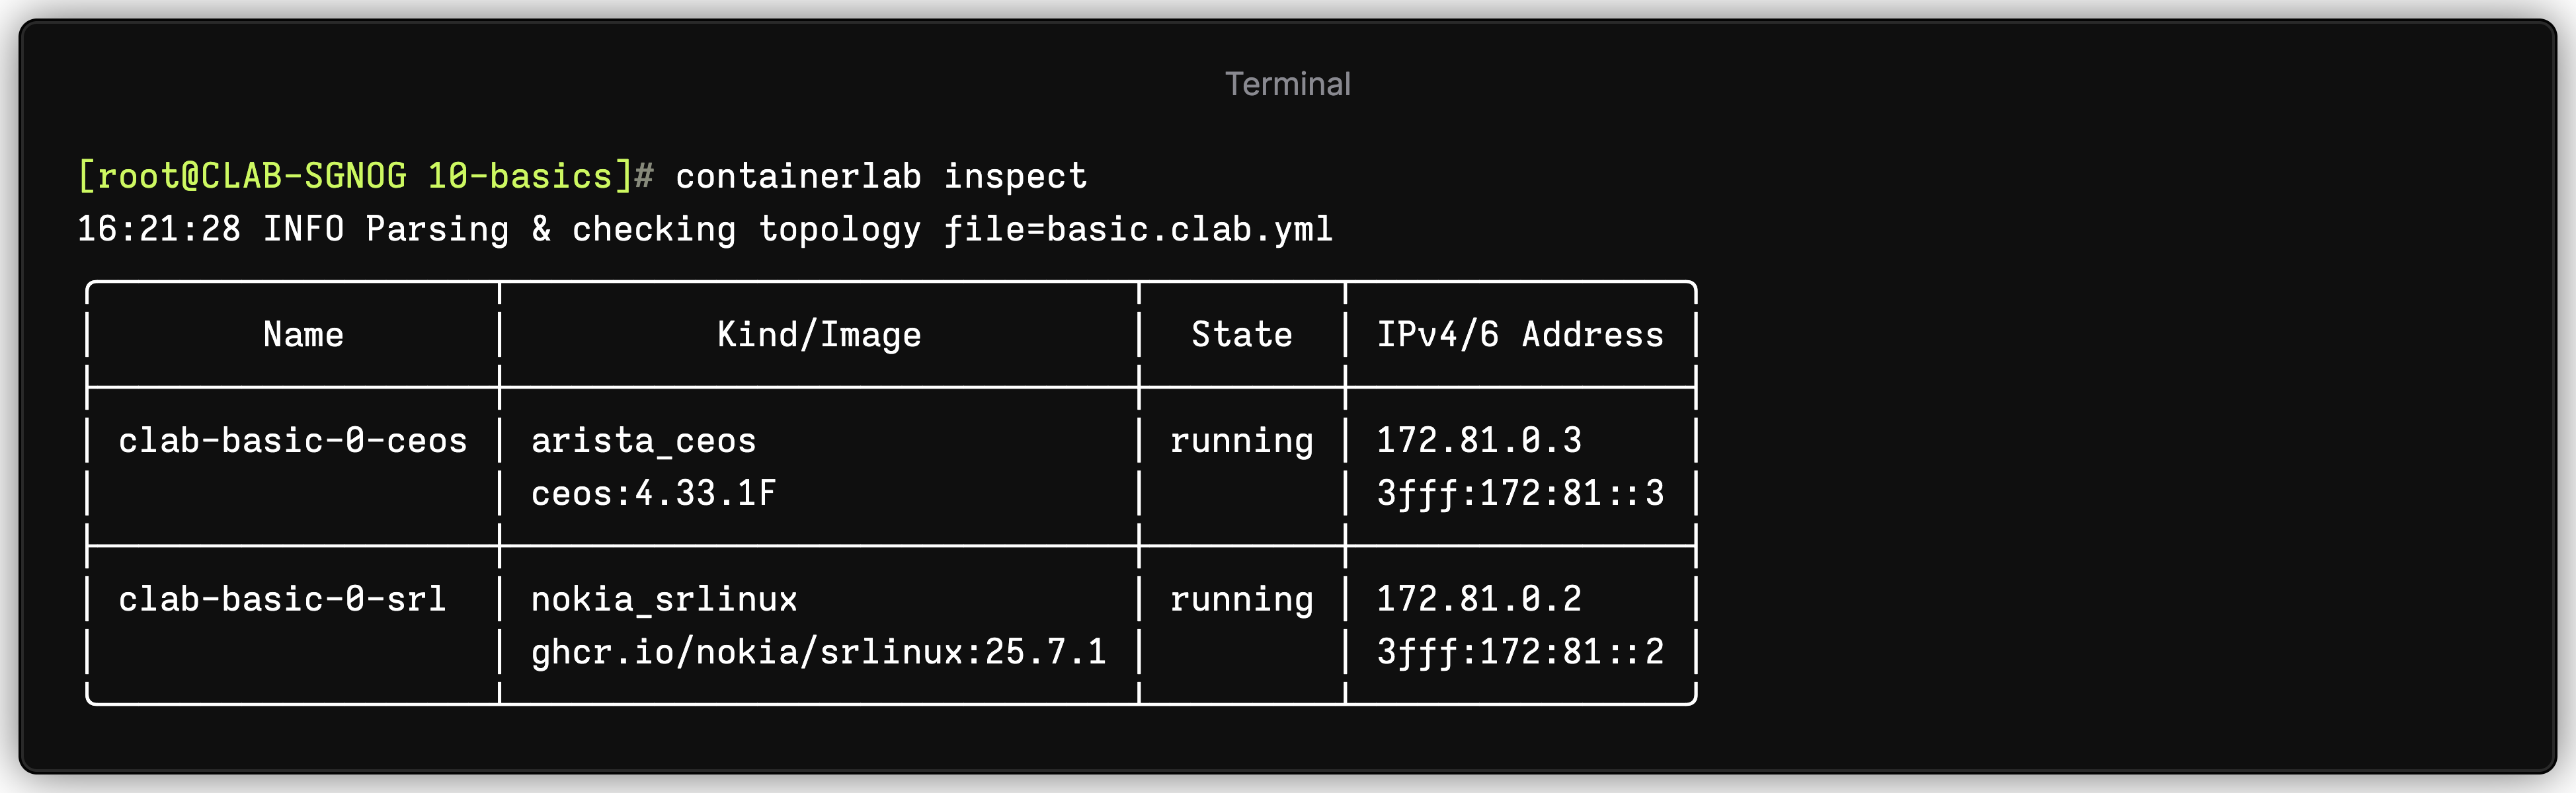 Terminal
[root@CLAB-SGNOG 10-basics]# containerlab inspect
16:21:28 INFO Parsing & checking topology file=basic.clab.yml
Name Kind/Image State IPv4/6 Address
clab-basic-0-ceos arista_ceos running 172.81.0.3
ceos:4.33.1F 3fff:172:81::3
clab-basic-0-srl nokia_srlinux running 172.81.0.2
ghcr.io/nokia/srlinux:25.7.1 3fff:172:81::2